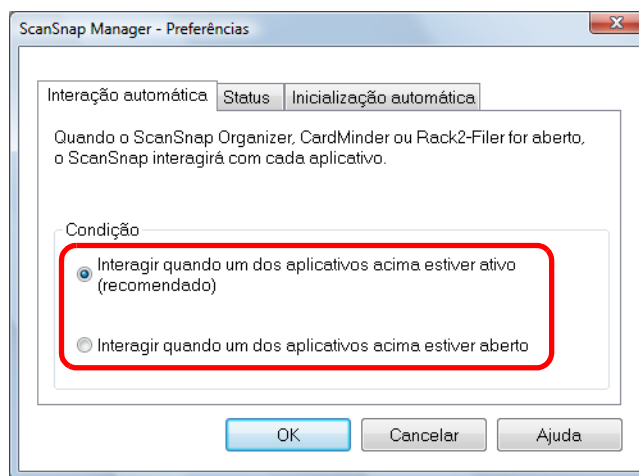 ScanSnap Manager - Preferências
Interação automática
Status
Inicialização automática
Quando o ScanSnap Organizer, CardMinder ou Rack2-Filer for aberto,
o ScanSnap interagirá com cada aplicativo.
Condição
Interagir quando um dos aplicativos acima estiver ativo
(recomendado)
Interagir quando um dos aplicativos acima estiver aberto
OK
Cancelar
Ajuda